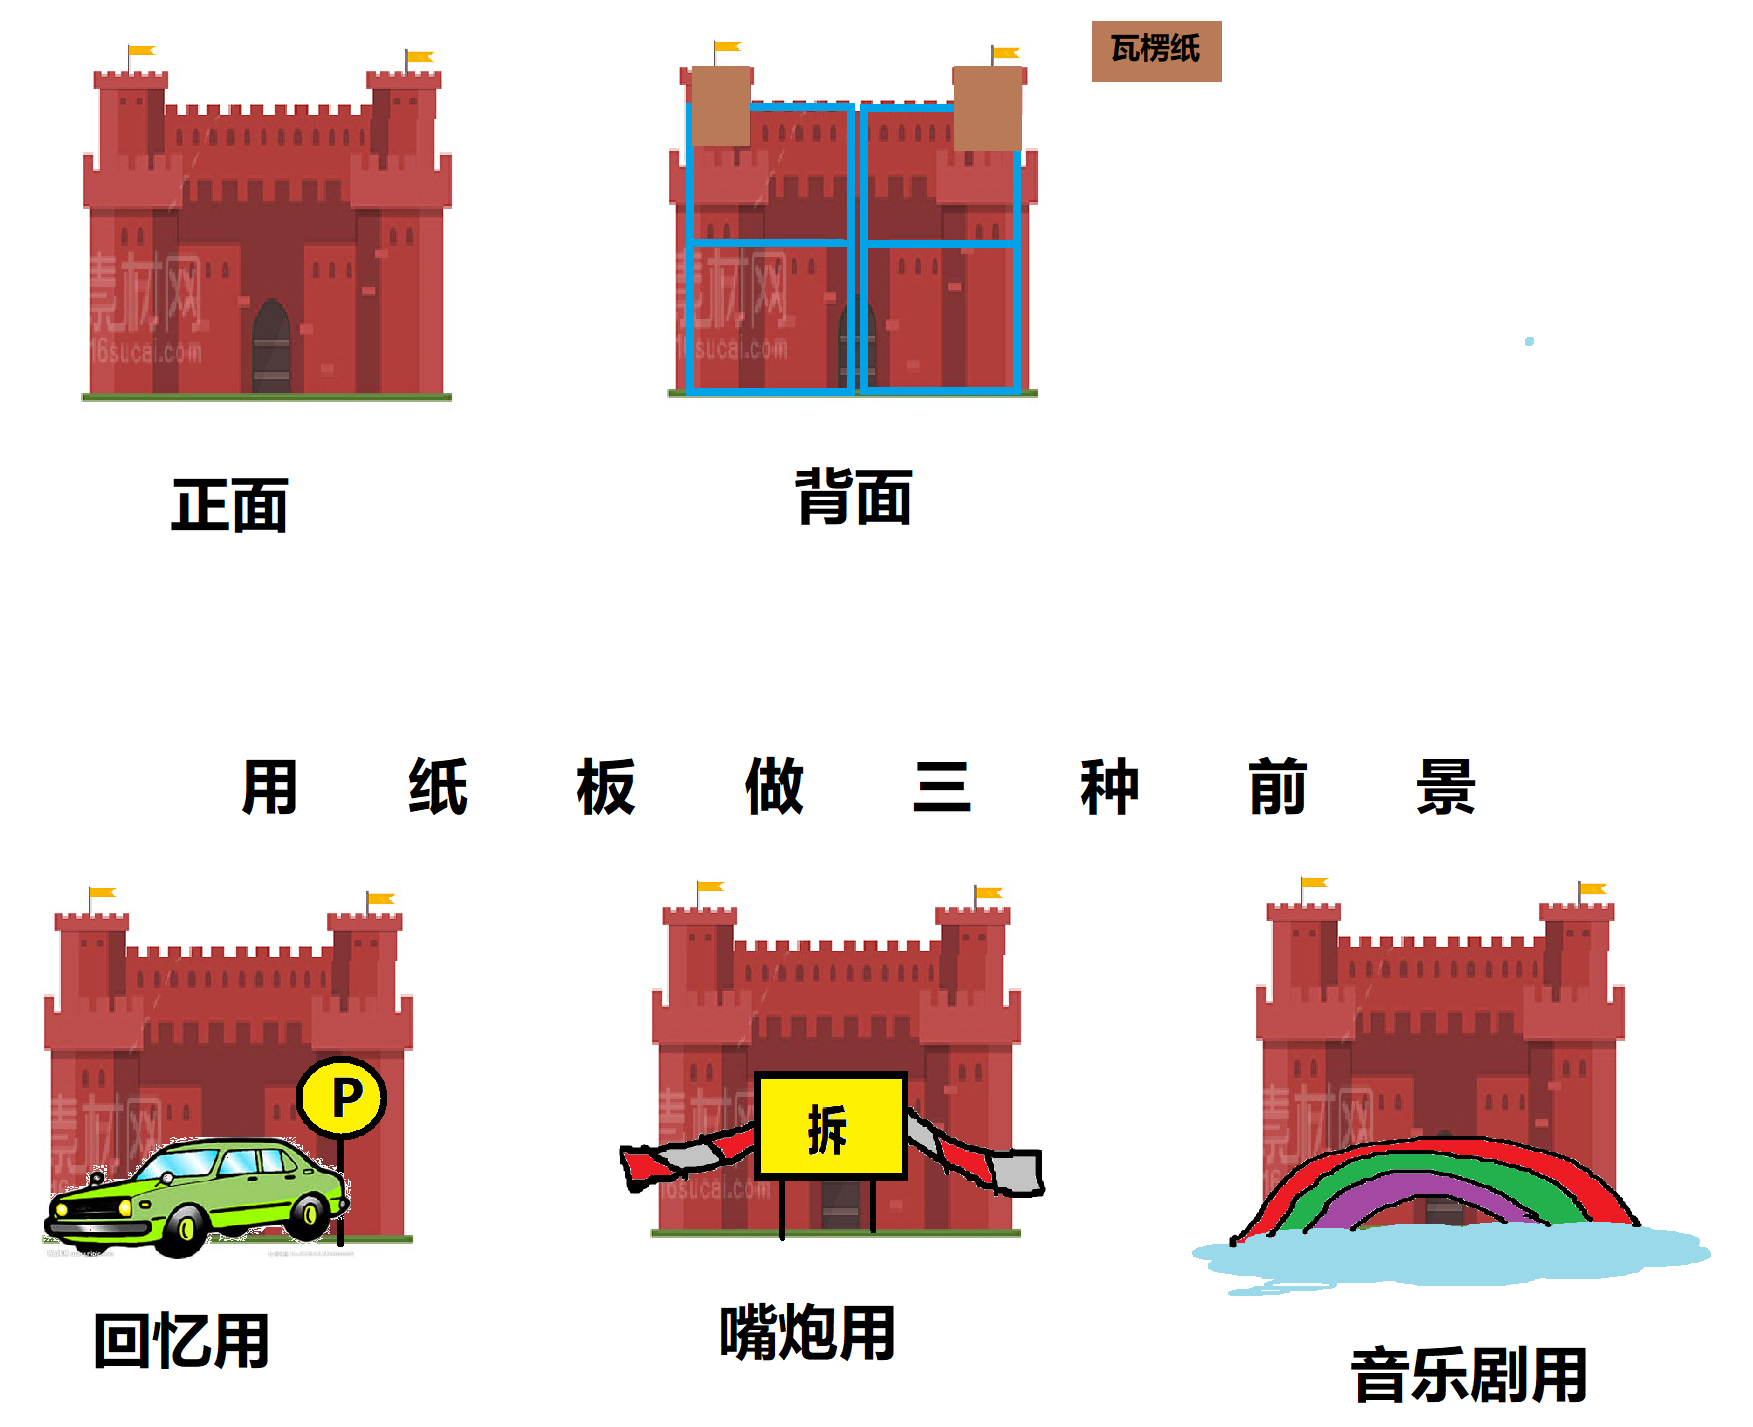 瓦楞纸
素材网
16sucai.com
素材网
16sucai.com
正面
背面
用纸板做三种前景
P
拆
素材网
素材网
16sucai.com
素材网
回忆用
嘴炮用
音乐剧用